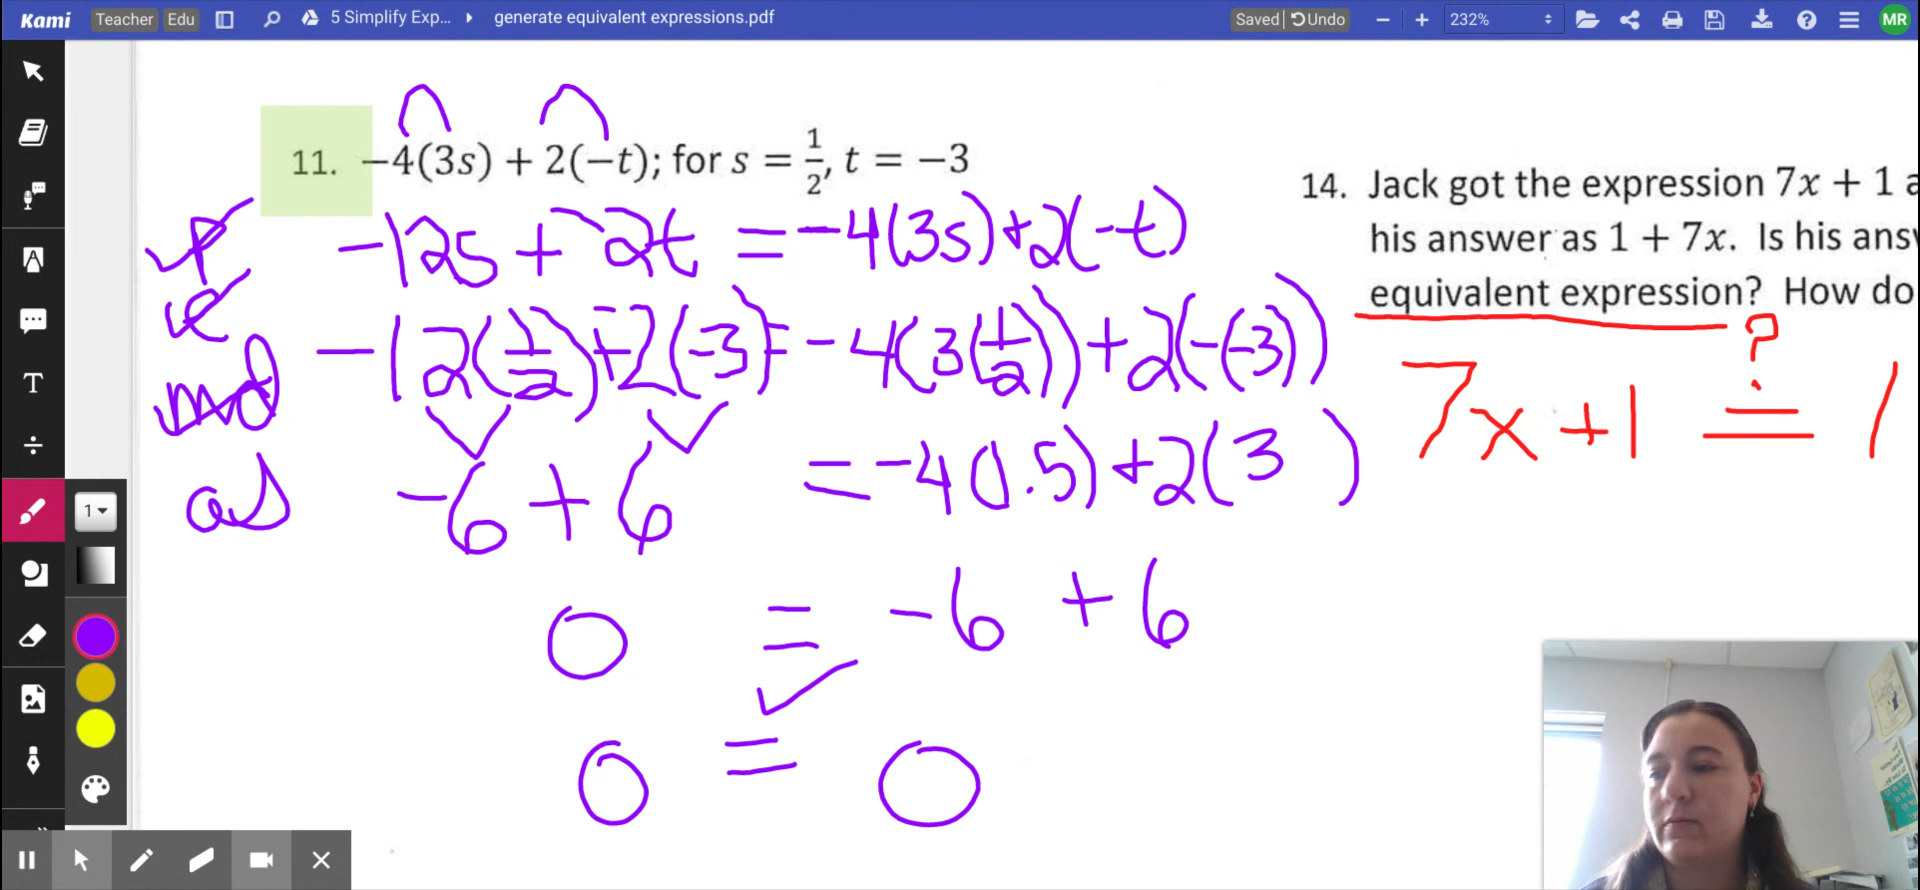 Kami Teacher Edu 5 Simplify Exp... generate equivalent expressions.pdf Saved Undo 232% MR
11. −4(3s) + 2(−t); for s = 1/2, t = −3
-12s + -2t = -4(3s)+2(-t)
-12(1/2)+-2(-3) = -4(3(1/2))+2(-(-3))
-6 + 6 = -4(1.5)+2(3)
0 = -6 + 6
0 = 0
p
e
md
as
14. Jack got the expression 7x + 1 a
his answer as 1 + 7x. Is his ans
equivalent expression? How do
?
7x + 1 = 1
T
1